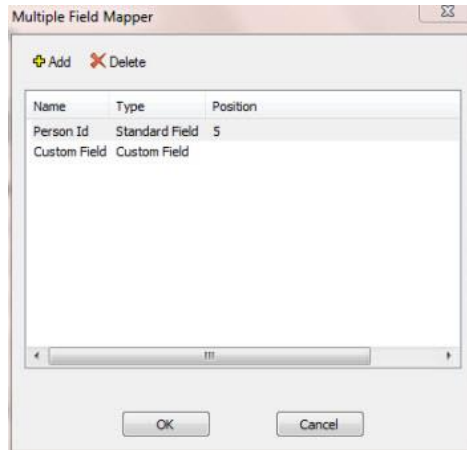 Multiple Field Mapper
Add Delete
Name Type Position
Person Id Standard Field 5
Custom Field Custom Field
OK Cancel